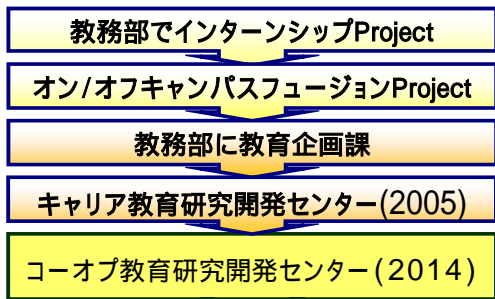 教務部でインターンシップProject
オン/オフキャンパスフュージョンProject
教務部に教育企画課
キャリア教育研究開発センター(2005)
コーオプ教育研究開発センター(2014)